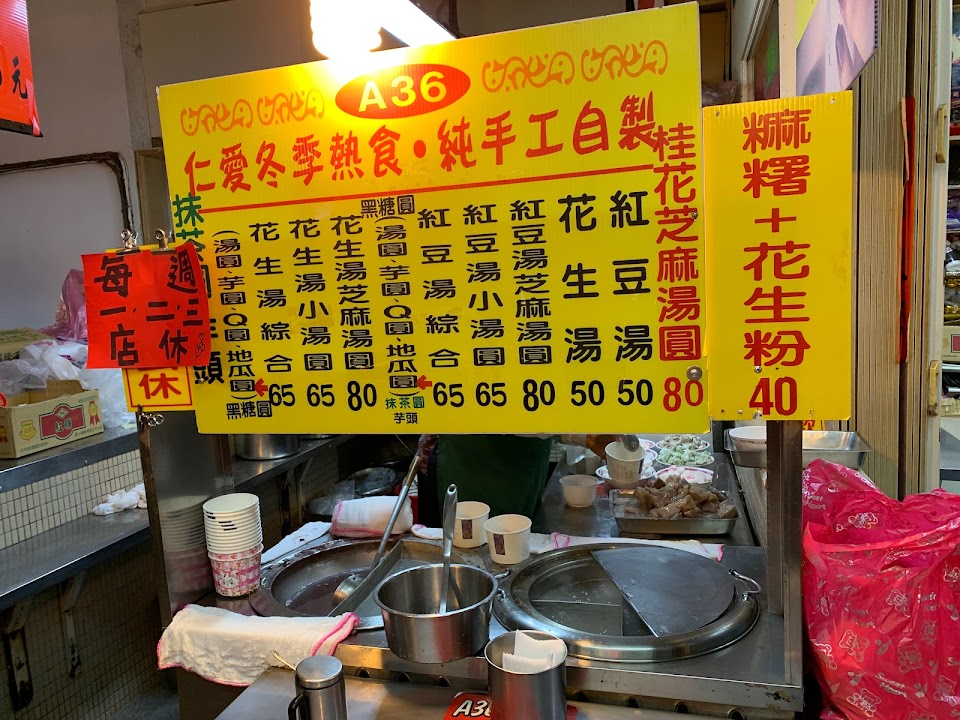 A36
仁愛冬季熱食・純手工自製
桂花芝麻湯圓 80
紅豆湯 50
花生湯 50
紅豆湯芝麻湯圓 80
紅豆湯小湯圓 65
紅豆湯綜合 65
黑糖圓
(湯圓、芋圓、Q圓、地瓜圓)
抹茶圓
芋頭
花生湯芝麻湯圓 80
花生湯小湯圓 65
花生湯綜合 65
(湯圓、芋圓、Q圓、地瓜圓)
黑糖圓
抹茶
頭
麻糬+花生粉
40
每週
一、二、三
店休
休
元
A36